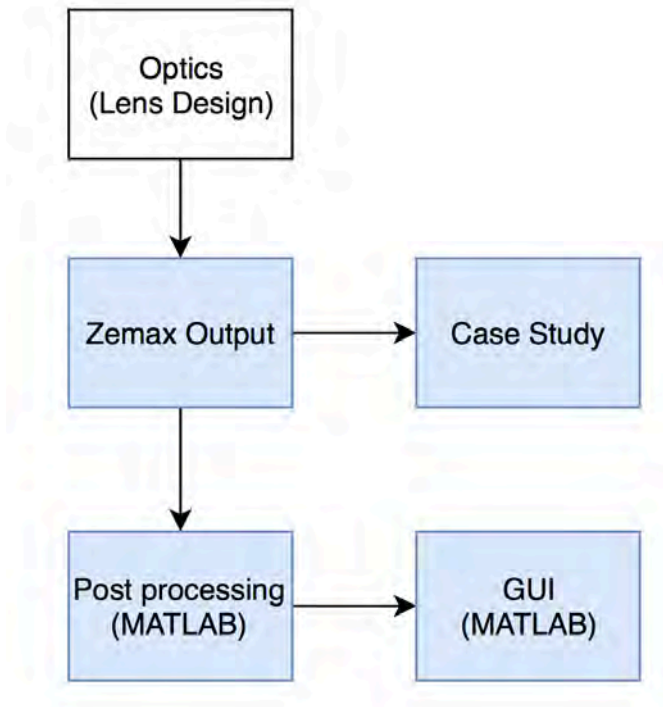 Optics
(Lens Design)
Zemax Output
Case Study
Post processing
(MATLAB)
GUI
(MATLAB)